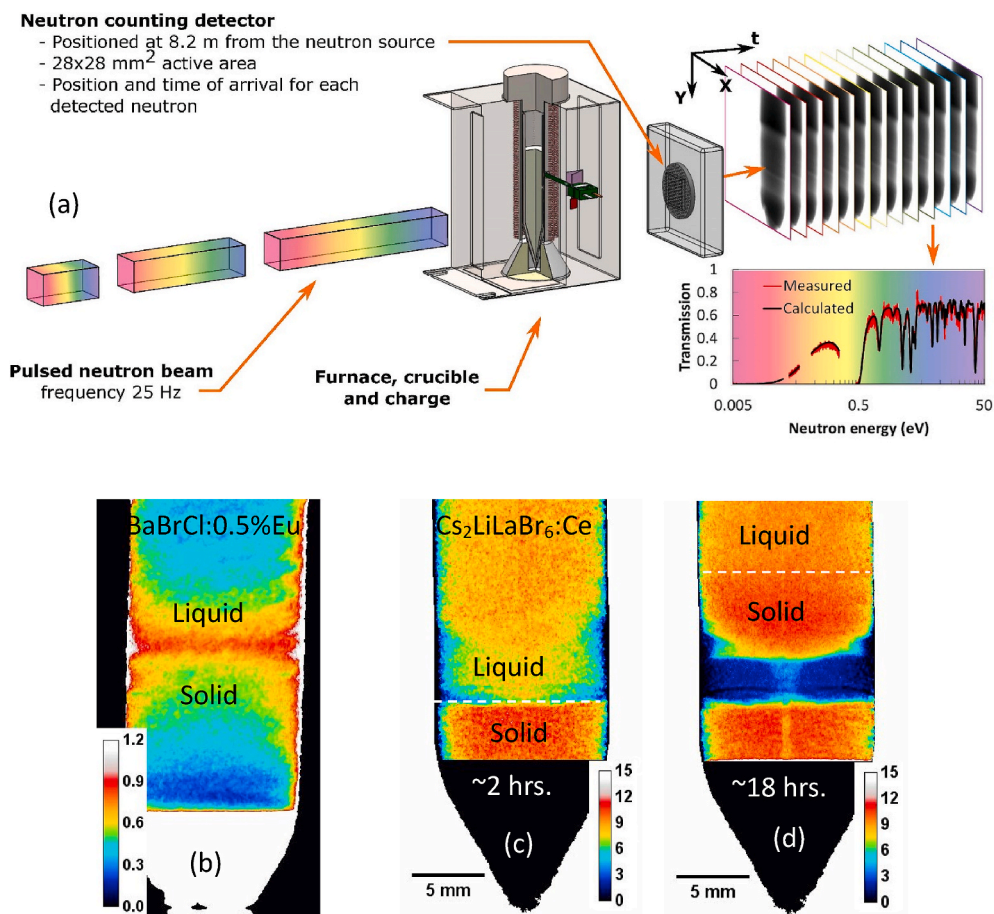 Neutron counting detector
- Positioned at 8.2 m from the neutron source
- 28x28 mm² active area
- Position and time of arrival for each
detected neutron
t
X
Y
(a)
Pulsed neutron beam
frequency 25 Hz
Furnace, crucible
and charge
1
0.8
0.6
0.4
0.2
0
Transmission
Measured
Calculated
0.005
0.5
50
Neutron energy (eV)
BaBrCl:0.5%Eu
Liquid
Solid
1.2
0.9
0.6
0.3
0.0
(b)
Cs₂LiLaBr₆:Ce
Liquid
Solid
~2 hrs.
(c)
5 mm
15
12
9
6
3
0
Liquid
Solid
~18 hrs.
(d)
5 mm
15
12
9
6
3
0